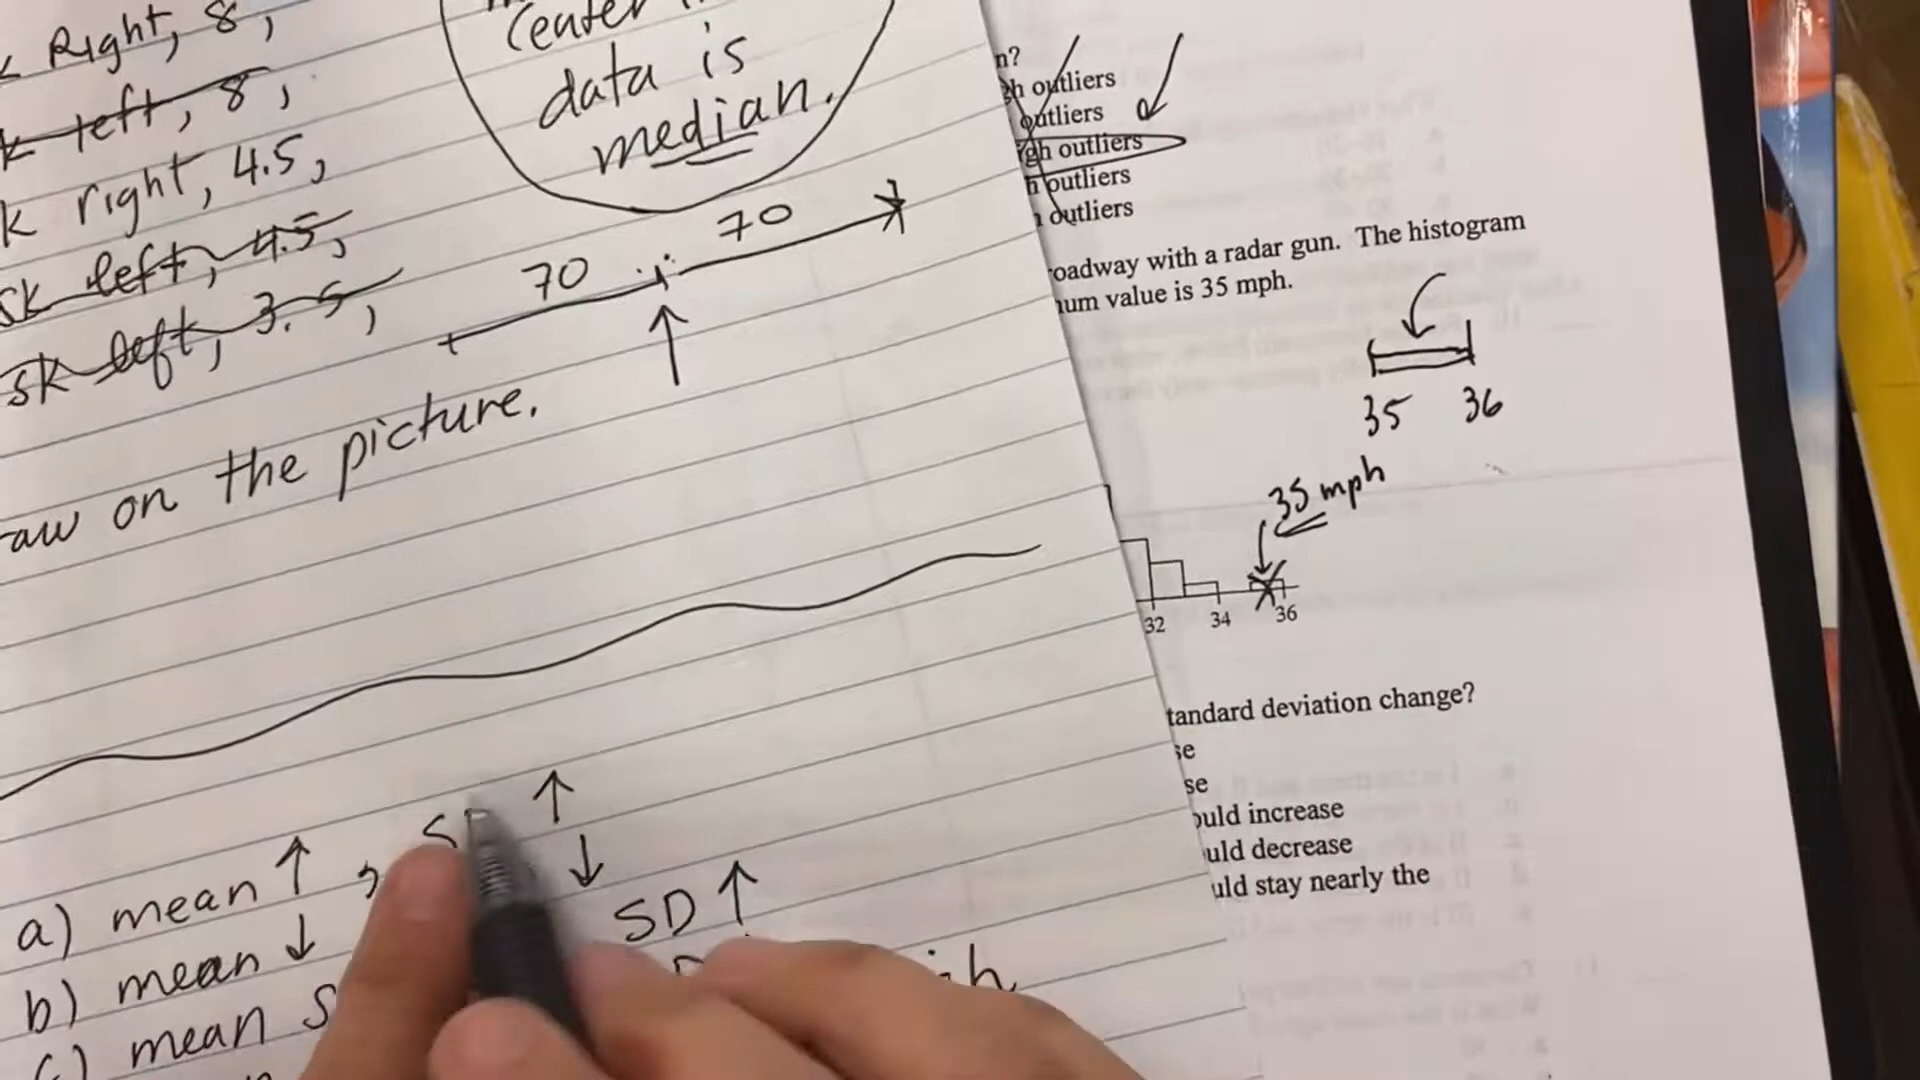 Right, 8,
left, 8,
right, 4.5,
sk left, 4.5,
sk left, 3.5,
data is
median.
70
70
aw on the picture.
a) mean ↑, ↑
b) mean ↓ ↓
c) mean s SD ↑
n?
gh outliers
outliers
igh outliers
h outliers
outliers
oadway with a radar gun. The histogram
um value is 35 mph.
35 36
35 mph
32 34 36
tandard deviation change?
se
se
ould increase
uld decrease
uld stay nearly the